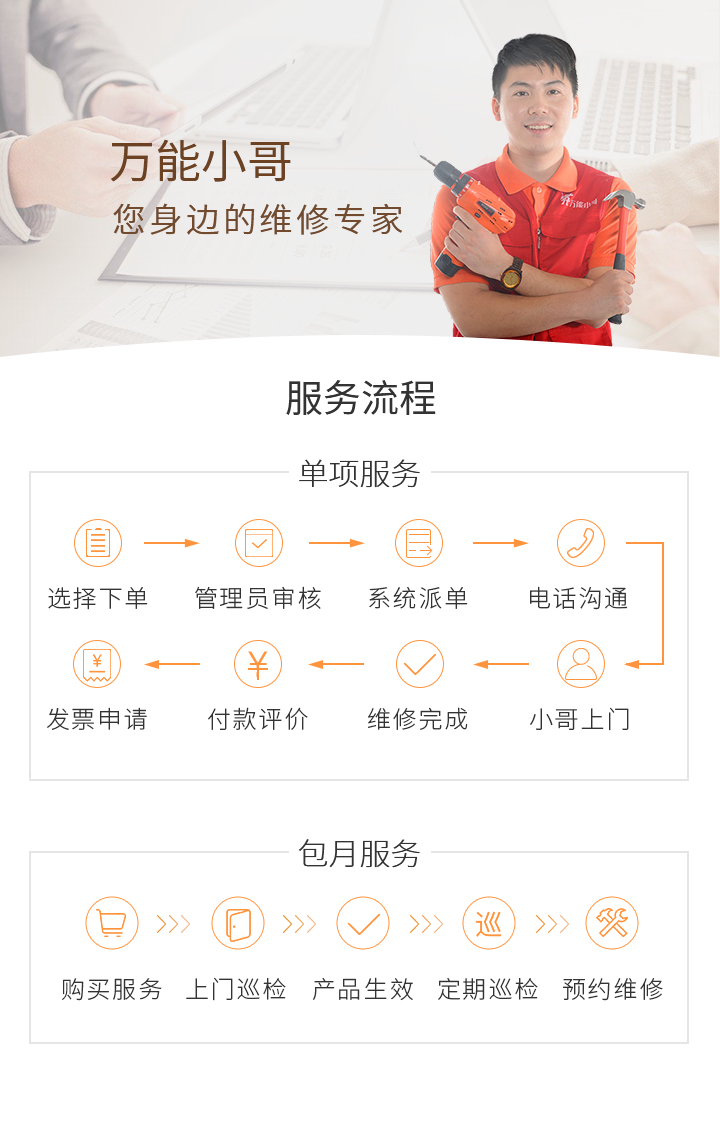 万能小哥
您身边的维修专家
万能小哥
服务流程
单项服务
选择下单 管理员审核 系统派单 电话沟通
¥ ¥
发票申请 付款评价 维修完成 小哥上门
包月服务
巡
购买服务 上门巡检 产品生效 定期巡检 预约维修